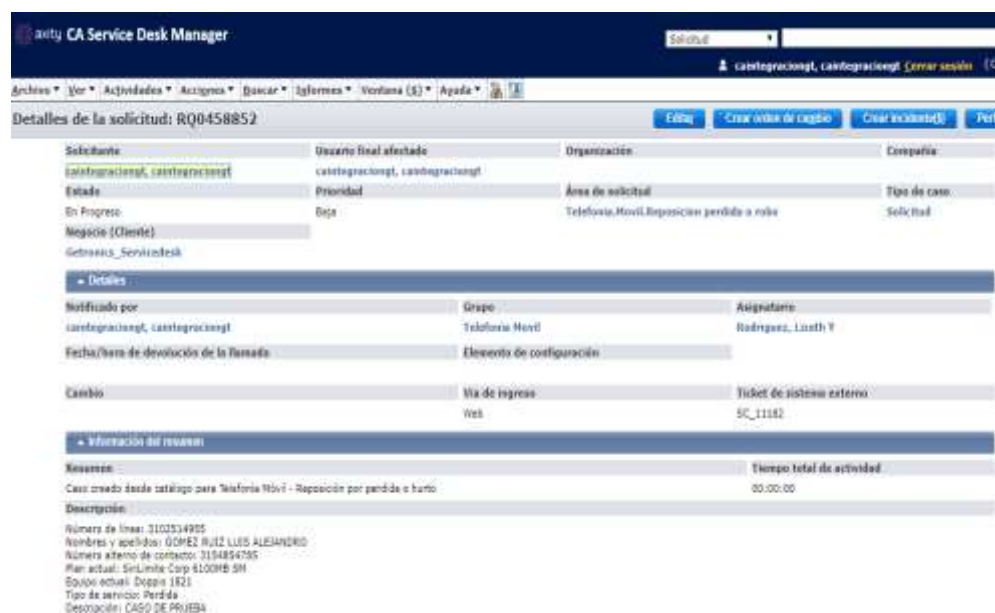 axity CA Service Desk Manager
Solicitud
caintegraciongt, caintegraciongt Cerrar sesión
Archivo Ver Actividades Acciones Buscar Informes Ventana (S) Ayuda
Detalles de la solicitud: RQ0458852
Editar Crear orden de cambio Crear incidente(s) Perf
Solicitante Usuario final afectado Organización Compañía
caintegraciongt, caintegraciongt caintegraciongt, caintegraciongt
Estado Prioridad Área de solicitud Tipo de caso
En Progreso Baja Telefonia.Movil.Reposicion perdida o robo Solicitud
Negocio (Cliente)
Getronics_Servicedesk
Detalles
Notificado por Grupo Asignatario
caintegraciongt, caintegraciongt Telefonia Movil Rodriguez, Lizeth Y
Fecha/hora de devolución de la llamada Elemento de configuración
Cambio Vía de ingreso Ticket de sistema externo
Web SC_11182
Información del resumen
Resumen Tiempo total de actividad
Caso creado desde catálogo para Telefonía Móvil - Reposición por perdida o hurto 00:00:00
Descripción
Número de línea: 3102514955
Nombres y apellidos: GOMEZ RUIZ LUIS ALEJANDRO
Número alterno de contacto: 3154854785
Plan actual: SinLimite Corp 6100MB SM
Equipo actual: Doppio 1821
Tipo de servicio: Perdida
Descripción: CASO DE PRUEBA